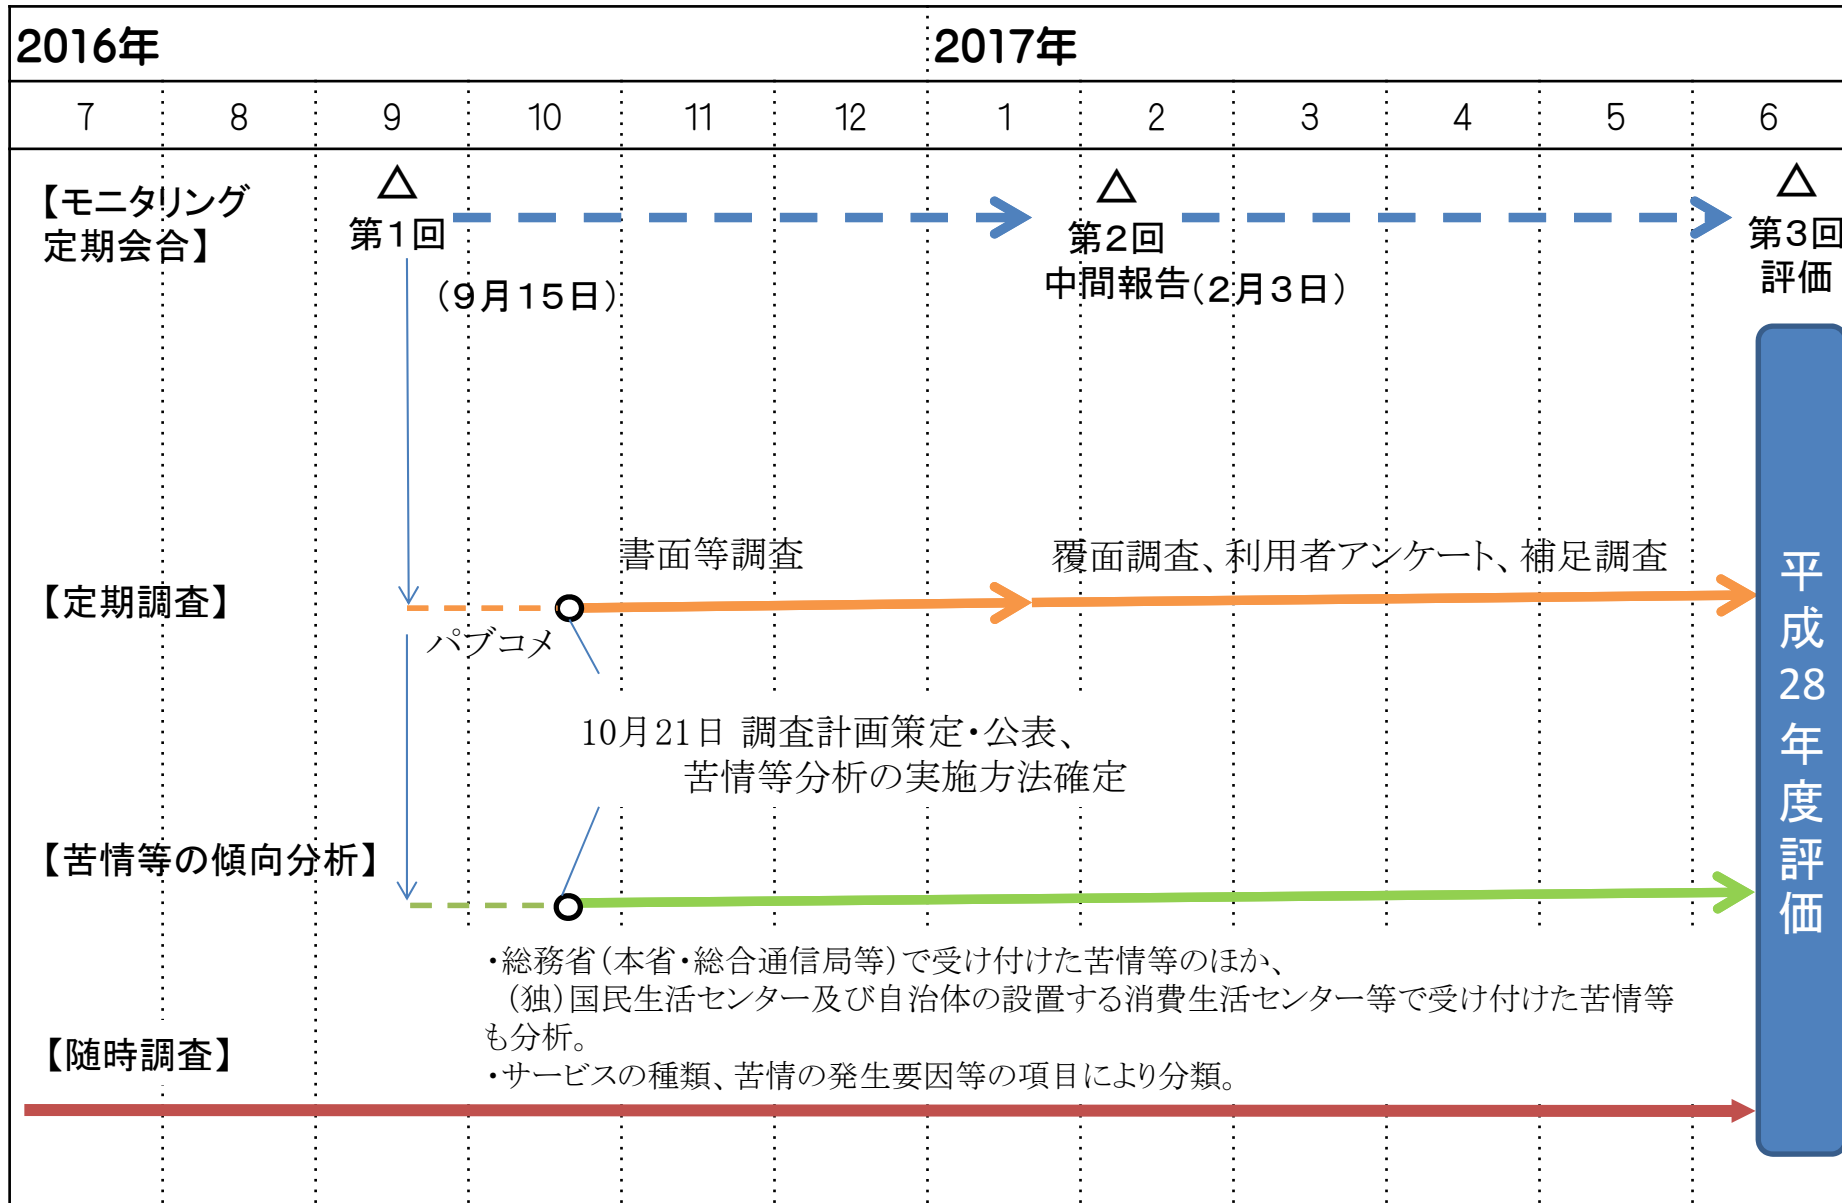 2016年
2017年
7 8 9 10 11 12 1 2 3 4 5 6
【モニタリング
定期会合】
第1回
（9月15日）
第2回
中間報告（2月3日）
第3回
評価
書面等調査
覆面調査、利用者アンケート、補足調査
【定期調査】
パブコメ
10月21日 調査計画策定・公表、
苦情等分析の実施方法確定
【苦情等の傾向分析】
・総務省（本省・総合通信局等）で受け付けた苦情等のほか、
（独）国民生活センター及び自治体の設置する消費生活センター等で受け付けた苦情等
も分析。
・サービスの種類、苦情の発生要因等の項目により分類。
【随時調査】
平成28年度評価